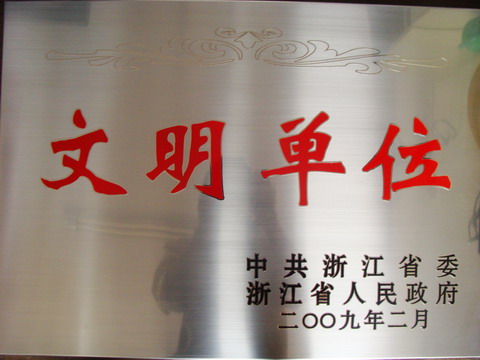 文明单位
中共浙江省委
浙江省人民政府
二〇〇九年二月